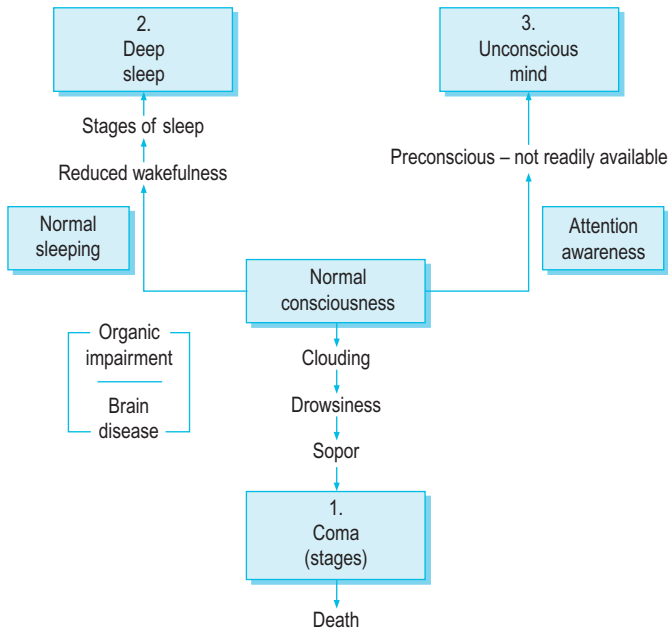 2.
Deep
sleep
3.
Unconscious
mind
Stages of sleep
Preconscious – not readily available
Reduced wakefulness
Normal
sleeping
Attention
awareness
Normal
consciousness
Organic
impairment
Brain
disease
Clouding
Drowsiness
Sopor
1.
Coma
(stages)
Death